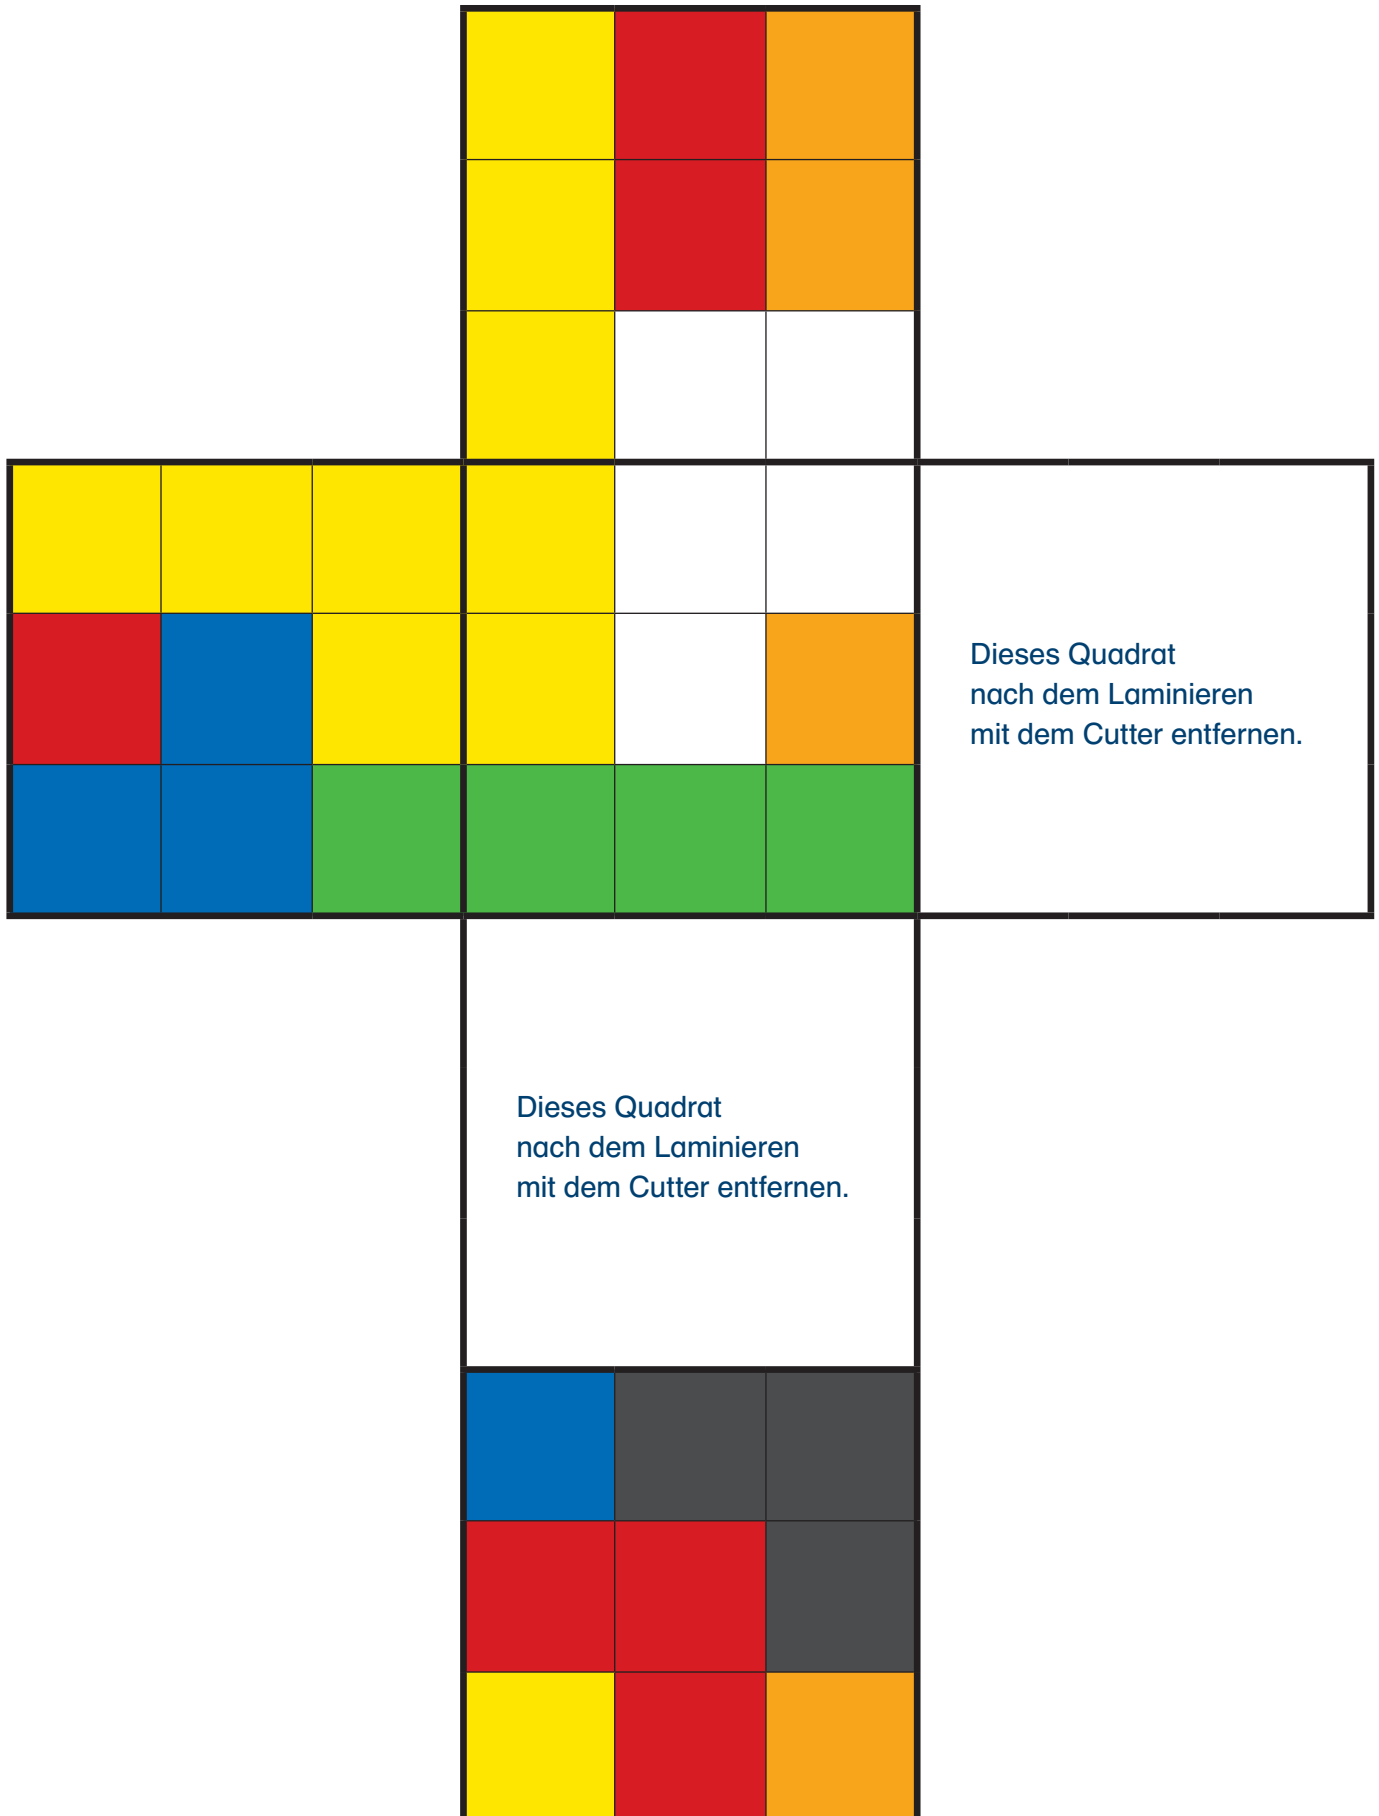 Dieses Quadrat
nach dem Laminieren
mit dem Cutter entfernen.
Dieses Quadrat
nach dem Laminieren
mit dem Cutter entfernen.